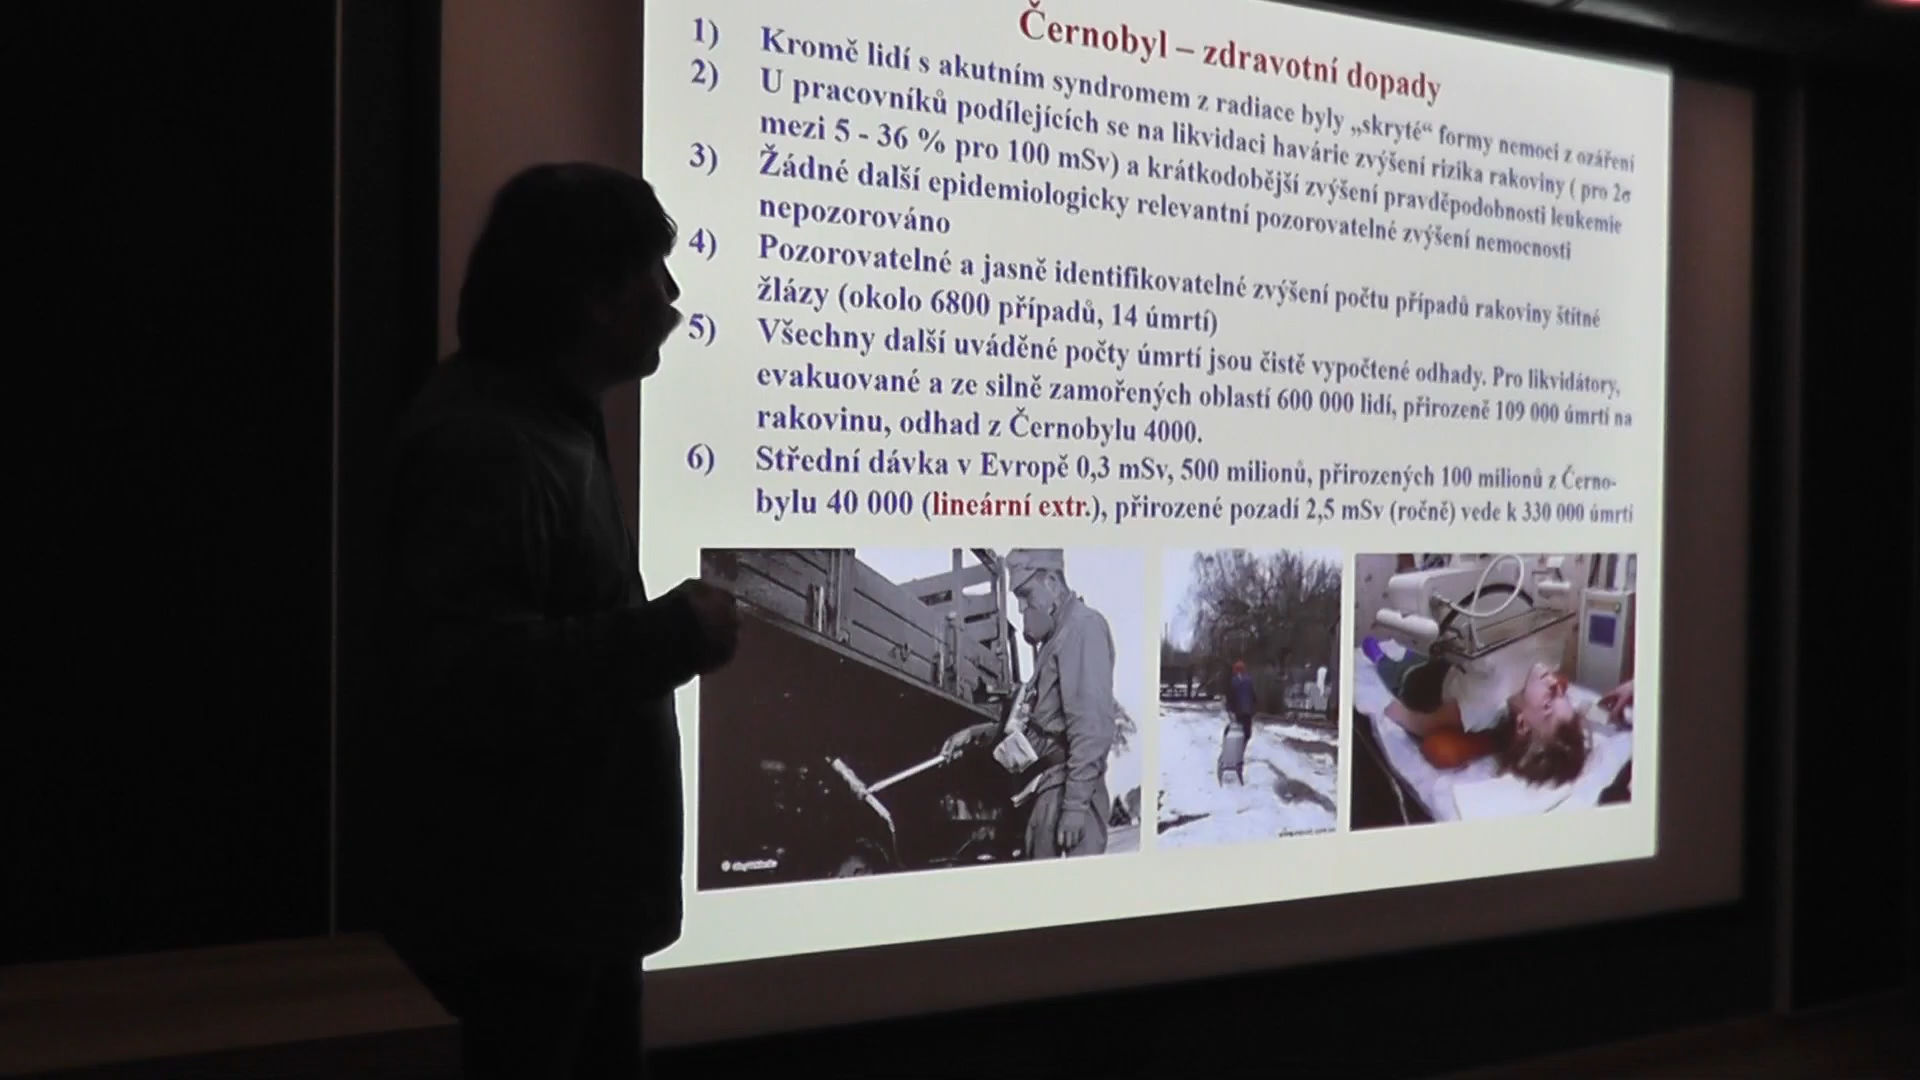 Černobyl – zdravotní dopady
1) Kromě lidí s akutním syndromem z radiace byly „skryté“ formy nemoci z ozáření
2) U pracovníků podílejících se na likvidaci havárie zvýšení rizika rakoviny ( pro 2σ
mezi 5 - 36 % pro 100 mSv) a krátkodobější zvýšení pravděpodobnosti leukemie
3) Žádné další epidemiologicky relevantní pozorovatelné zvýšení nemocnosti
nepozorováno
4) Pozorovatelné a jasně identifikovatelné zvýšení počtu případů rakoviny štítné
žlázy (okolo 6800 případů, 14 úmrtí)
5) Všechny další uváděné počty úmrtí jsou čistě vypočtené odhady. Pro likvidátory,
evakuované a ze silně zamořených oblastí 600 000 lidí, přirozeně 109 000 úmrtí na
rakovinu, odhad z Černobylu 4000.
6) Střední dávka v Evropě 0,3 mSv, 500 milionů, přirozených 100 milionů z Černo-
bylu 40 000 (lineární extr.), přirozené pozadí 2,5 mSv (ročně) vede k 330 000 úmrtí